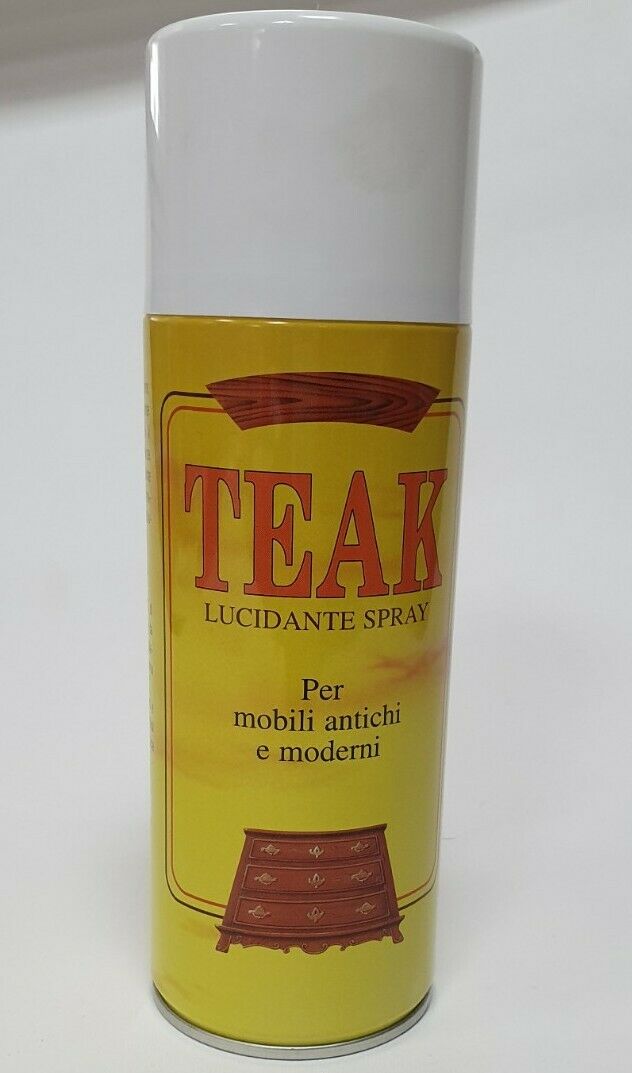 TEAK
LUCIDANTE SPRAY
Per
mobili antichi
e moderni